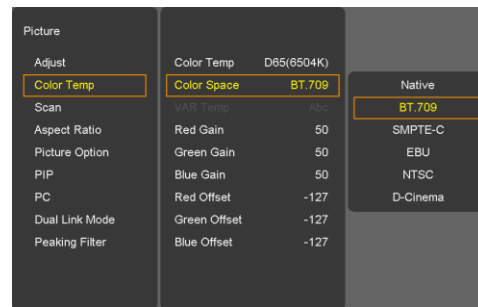 Picture
Adjust
Color Temp
Scan
Aspect Ratio
Picture Option
PIP
PC
Dual Link Mode
Peaking Filter
Color Temp D65(6504K)
Color Space BT.709
VAR Temp Abc
Red Gain 50
Green Gain 50
Blue Gain 50
Red Offset -127
Green Offset -127
Blue Offset -127
Native
BT.709
SMPTE-C
EBU
NTSC
D-Cinema